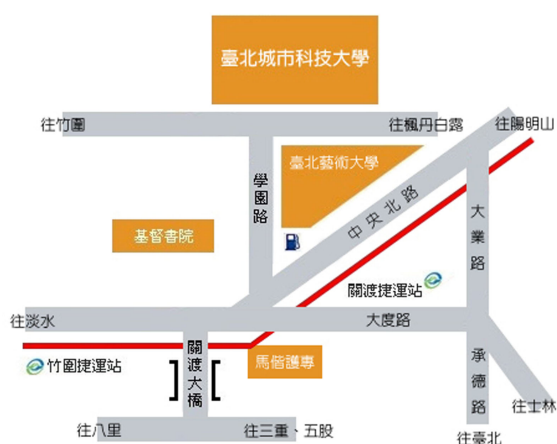 臺北城市科技大學
往竹圍
往楓丹白露
往陽明山
臺北藝術大學
學園路
中央北路
大業路
基督書院
關渡捷運站
往淡水
大度路
竹圍捷運站
關渡大橋
馬偕護專
承德路
往士林
往八里
往三重、五股
往臺北